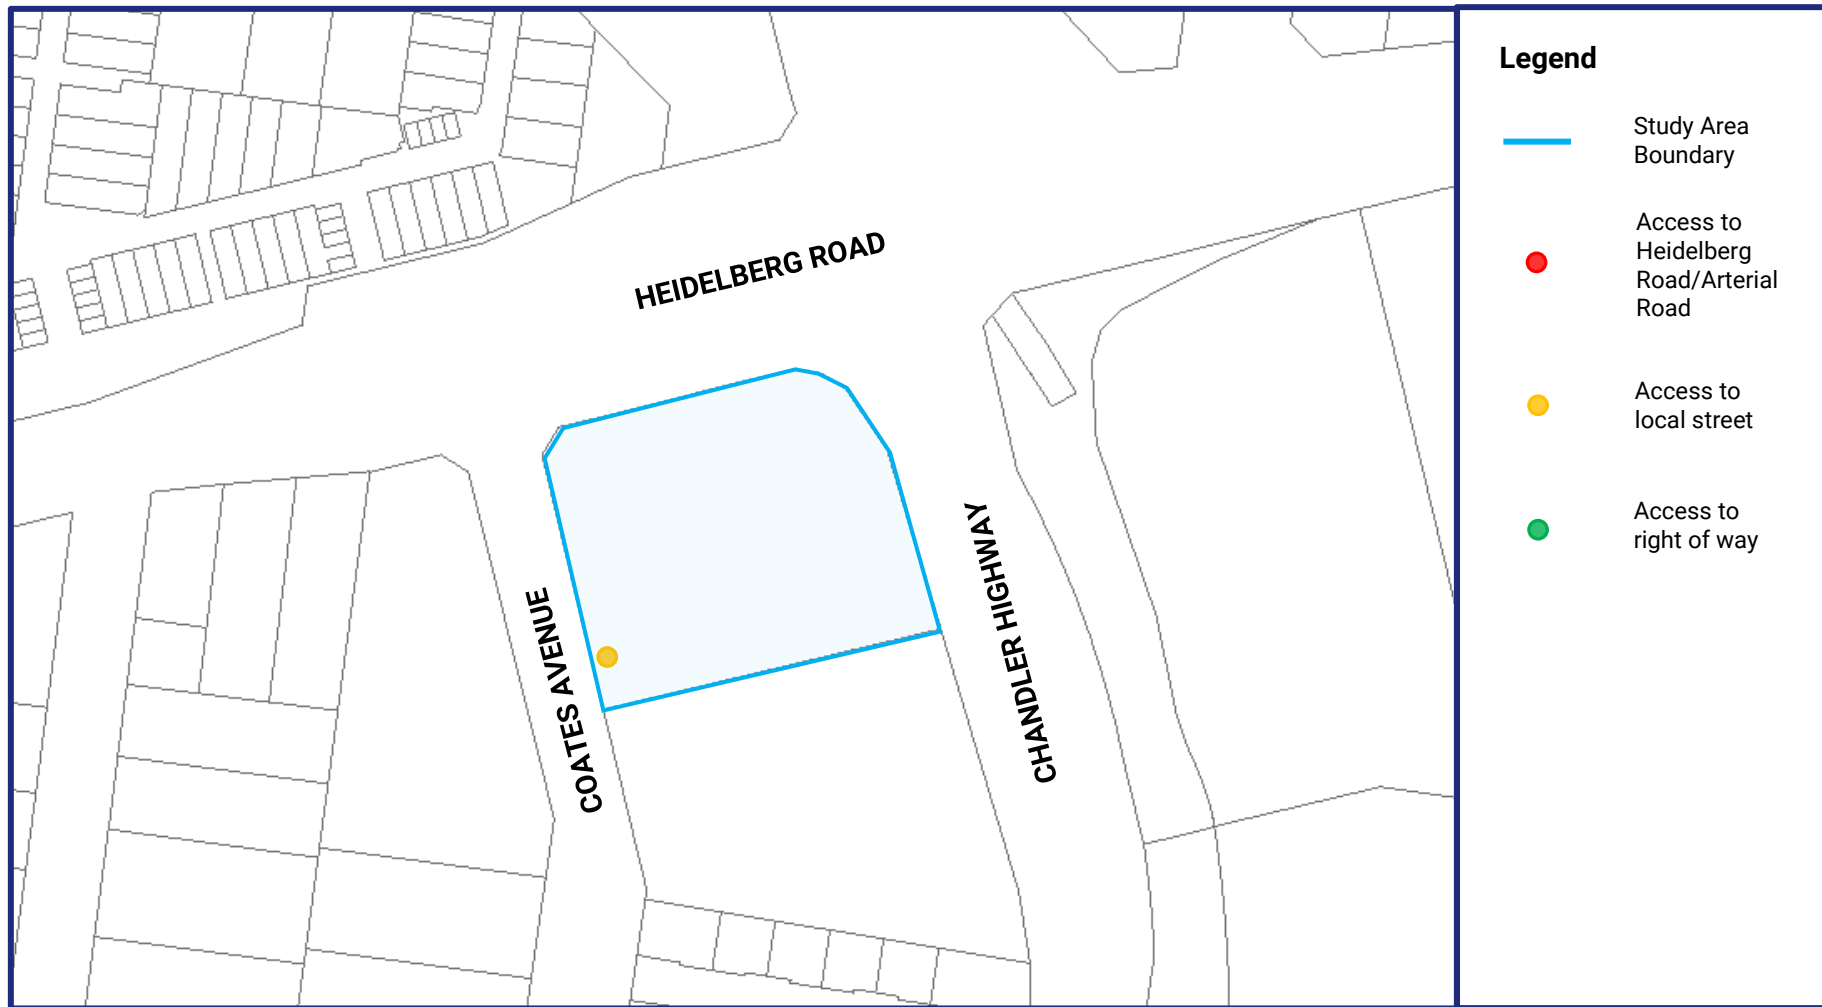 HEIDELBERG ROAD
COATES AVENUE
CHANDLER HIGHWAY
Legend
Study Area
Boundary
Access to
Heidelberg
Road/Arterial
Road
Access to
local street
Access to
right of way